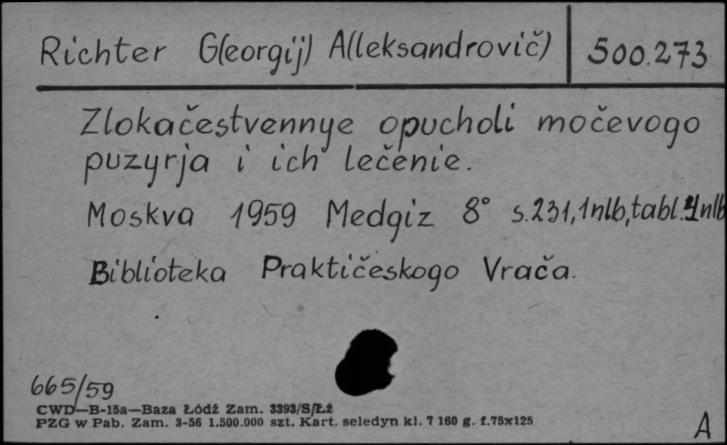 Richter G(eorgij) A(leksandrovič) 500.273
Zlokačestvennye opucholi močevogo
puzyrja i ich lečenie.
Moskva 1959 Medgiz 8° s.231,1nlb,tabl.4nlb
Biblioteka Praktičeskogo Vrača.
665/59
CWD—B-15a—Baza Łódź Zam. 3393/S/Łź
PZG w Pab. Zam. 3-56 1.500.000 szt. Kart. seledyn kl. 7 160 g. f.75x125
A